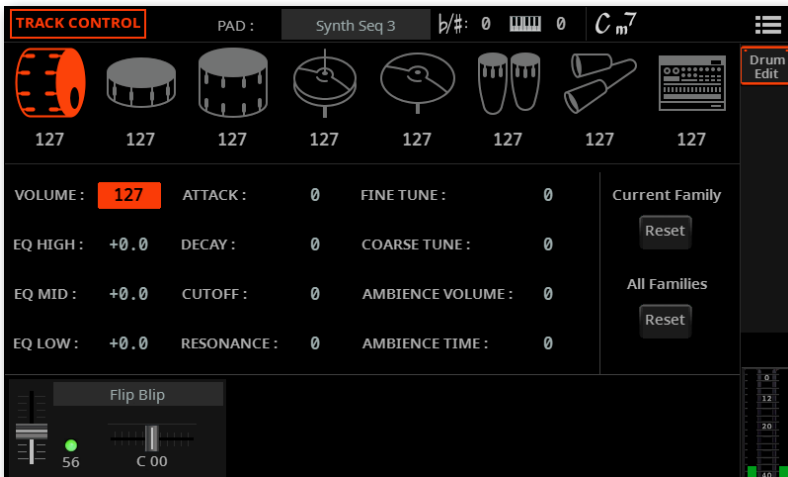 TRACK CONTROL PAD : Synth Seq 3 b/#: 0 0 Cm7
Drum
Edit
127 127 127 127 127 127 127 127
VOLUME : 127 ATTACK : 0 FINE TUNE : 0 Current Family
EQ HIGH : +0.0 DECAY : 0 COARSE TUNE : 0 Reset
EQ MID : +0.0 CUTOFF : 0 AMBIENCE VOLUME : 0 All Families
EQ LOW : +0.0 RESONANCE : 0 AMBIENCE TIME : 0 Reset
Flip Blip
56 C 00
0
12
20
40